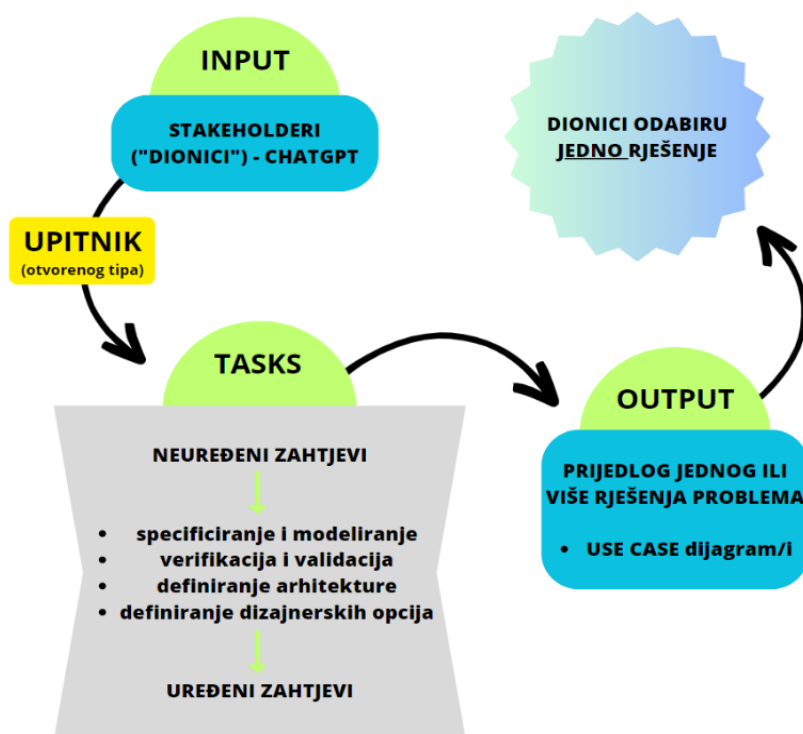 INPUT
STAKEHOLDERI
("DIONICI") - CHATGPT
UPITNIK
(otvorenog tipa)
TASKS
NEUREĐENI ZAHTJEVI
• specificiranje i modeliranje
• verifikacija i validacija
• definiranje arhitekture
• definiranje dizajnerskih opcija
UREĐENI ZAHTJEVI
OUTPUT
PRIJEDLOG JEDNOG ILI
VIŠE RJEŠENJA PROBLEMA
• USE CASE dijagram/i
DIONICI ODABIRU
JEDNO RJEŠENJE